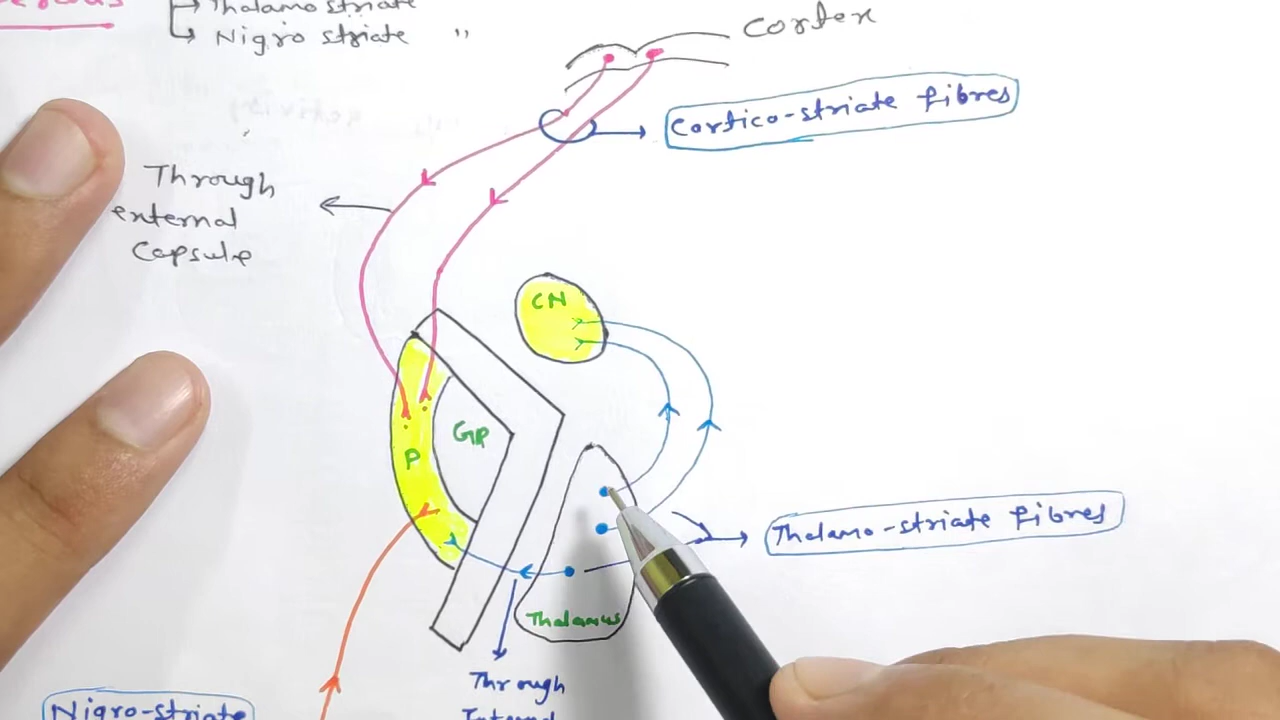 Thalamo striate
Nigro striate "
Cortex
Cortico-striate fibres
Through
external
Capsule
CN
GP
P
Thalamo-striate fibres
Thalamus
Through
Internal
Nigro-striate